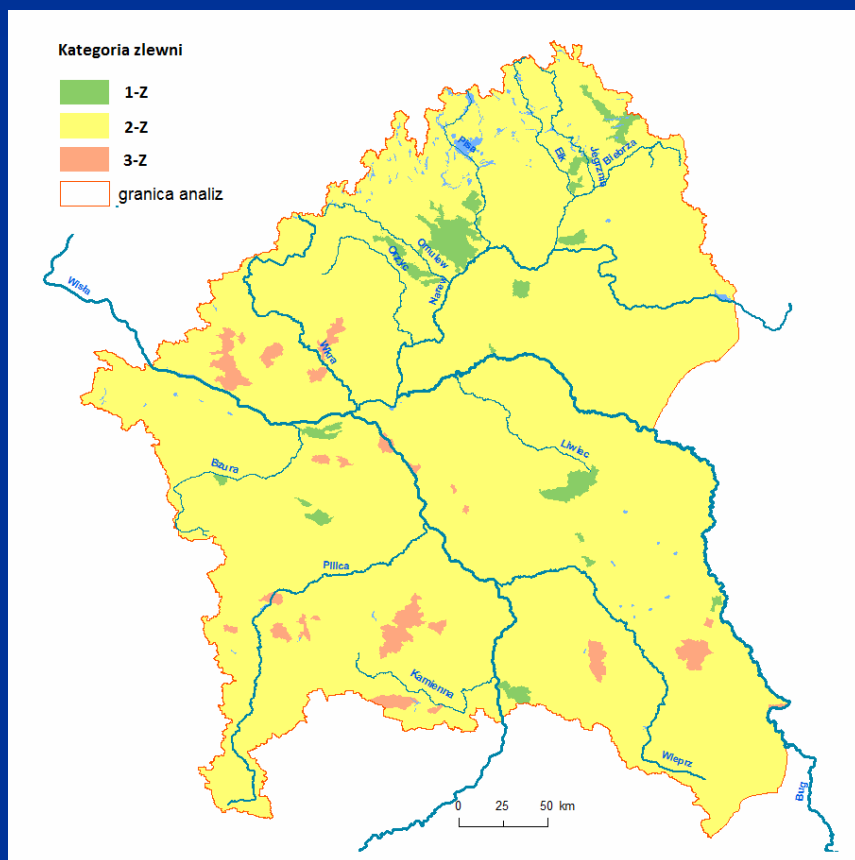 Kategoria zlewni
1-Z
2-Z
3-Z
granica analiz
Pisa
Ełk
Jegrznia
Biebrza
Omulew
Orzyc
Narew
Wisła
Wkra
Liwiec
Bzura
Pilica
Kamienna
Wieprz
Bug
0 25 50 km